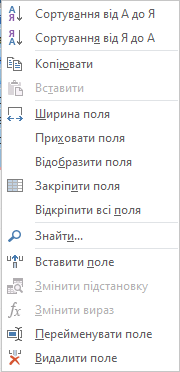 Сортування від А до Я
Сортування від Я до А
Копіювати
Вставити
Ширина поля
Приховати поля
Відобразити поля
Закріпити поля
Відкріпити всі поля
Знайти...
Вставити поле
Змінити підстановку
Змінити вираз
Перейменувати поле
Видалити поле